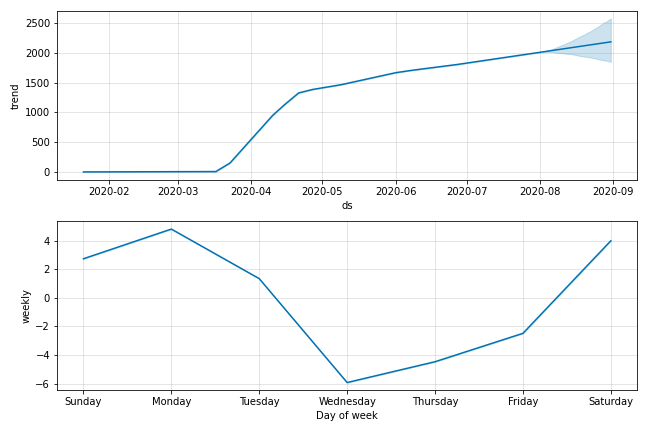 2500
2000
1500
1000
500
0
trend
2020-02 2020-03 2020-04 2020-05 2020-06 2020-07 2020-08 2020-09
ds
4
2
0
−2
−4
−6
weekly
Sunday Monday Tuesday Wednesday Thursday Friday Saturday
Day of week